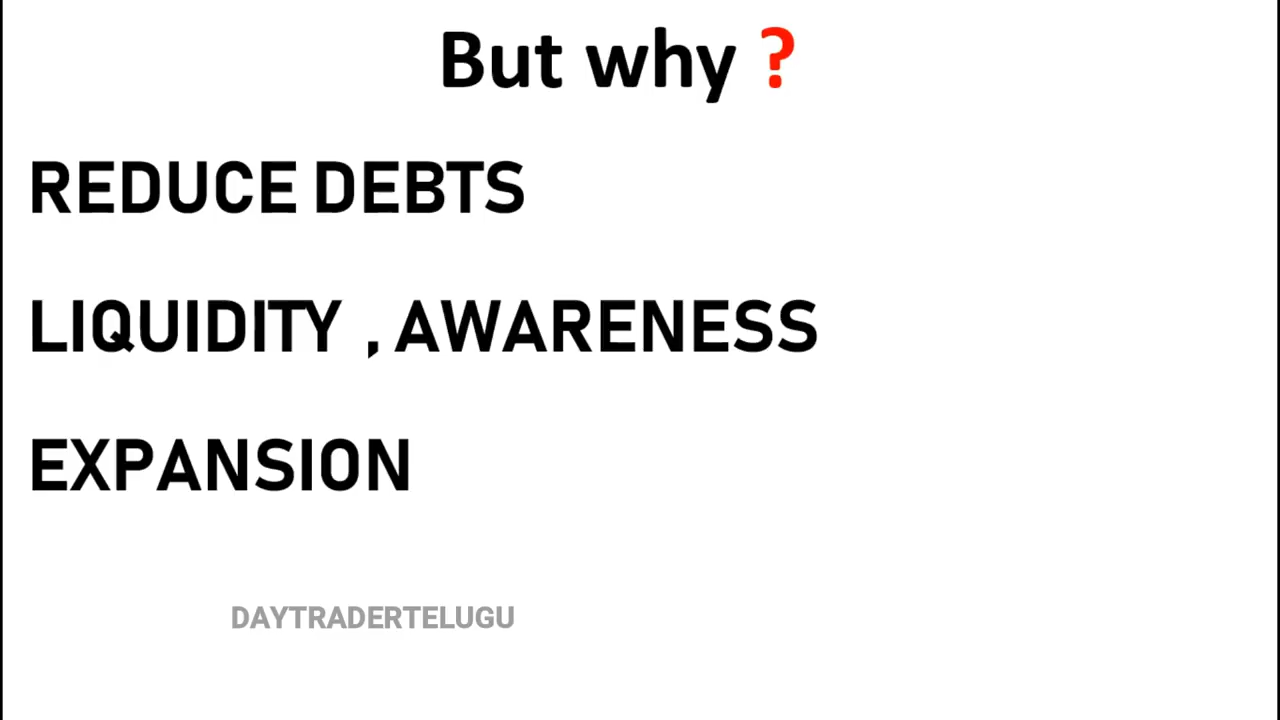 But why ?
REDUCE DEBTS
LIQUIDITY , AWARENESS
EXPANSION
DAYTRADERTELUGU